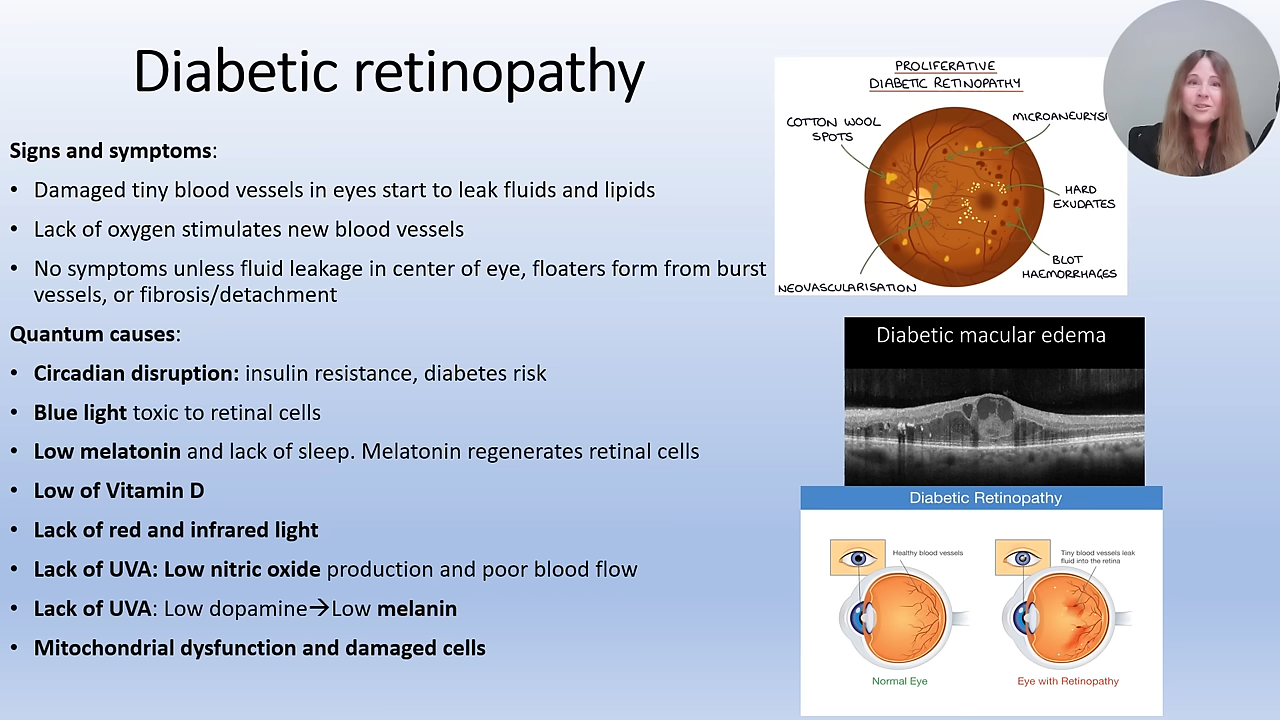 Diabetic retinopathy
Signs and symptoms:
• Damaged tiny blood vessels in eyes start to leak fluids and lipids
• Lack of oxygen stimulates new blood vessels
• No symptoms unless fluid leakage in center of eye, floaters form from burst
vessels, or fibrosis/detachment
Quantum causes:
• Circadian disruption: insulin resistance, diabetes risk
• Blue light toxic to retinal cells
• Low melatonin and lack of sleep. Melatonin regenerates retinal cells
• Low of Vitamin D
• Lack of red and infrared light
• Lack of UVA: Low nitric oxide production and poor blood flow
• Lack of UVA: Low dopamine→Low melanin
• Mitochondrial dysfunction and damaged cells
PROLIFERATIVE
DIABETIC RETINOPATHY
COTTON WOOL
SPOTS
MICROANEURYS
HARD
EXUDATES
BLOT
HAEMORRHAGES
NEOVASCULARISATION
Diabetic macular edema
Diabetic Retinopathy
Healthy blood vessels
Tiny blood vessels leak
fluid into the retina
Normal Eye
Eye with Retinopathy